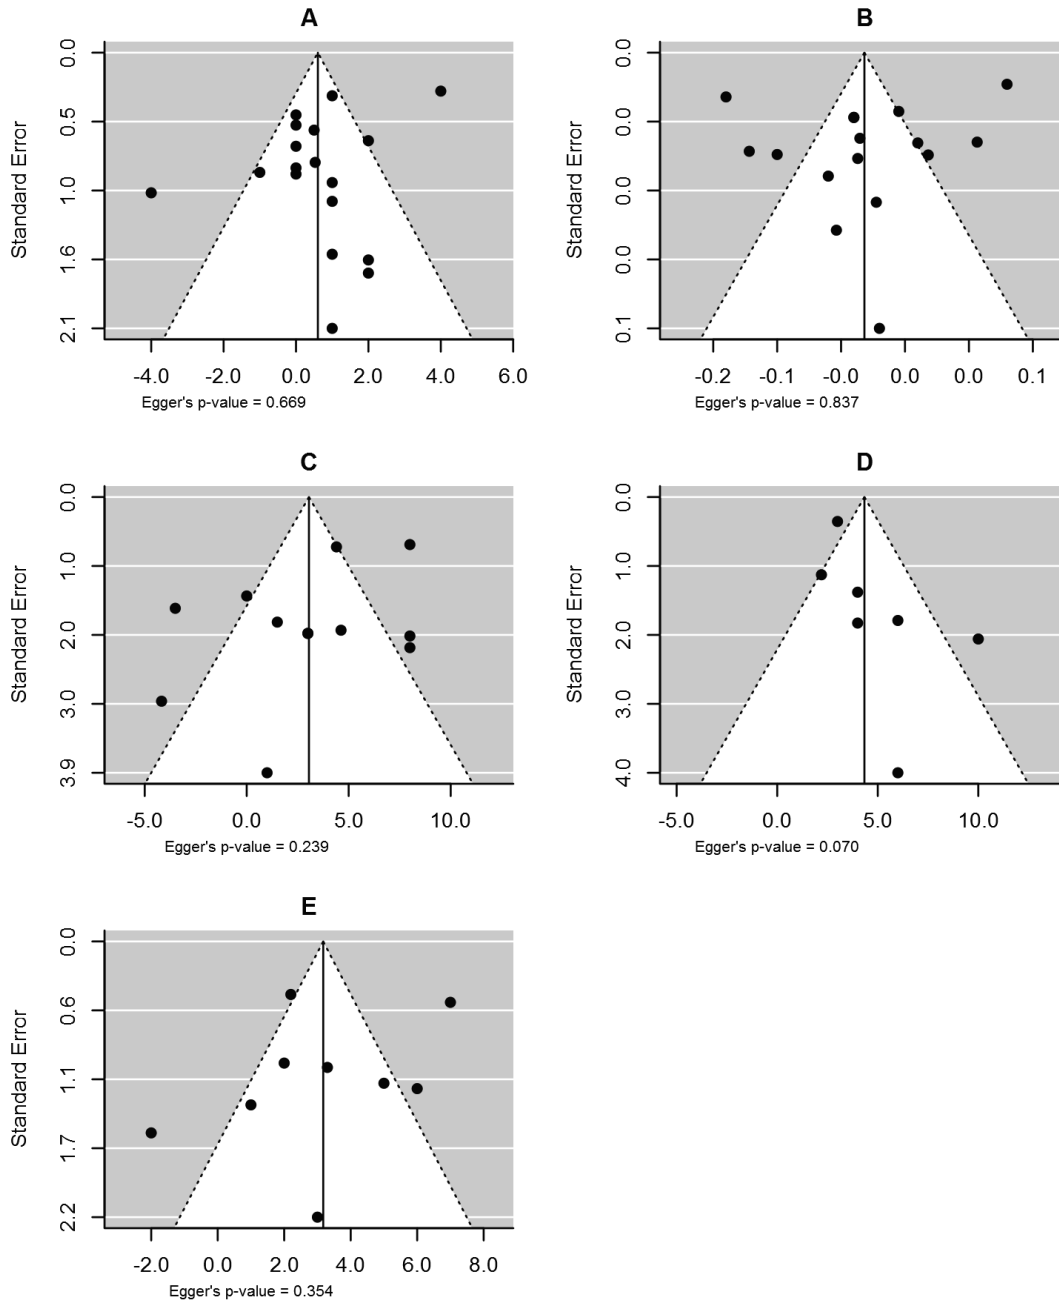 A
Standard Error
0.0
0.5
1.0
1.6
2.1
-4.0 -2.0 0.0 2.0 4.0 6.0
Egger's p-value = 0.669
B
Standard Error
0.0
0.0
0.0
0.0
0.1
-0.2 -0.1 -0.0 0.0 0.0 0.1
Egger's p-value = 0.837
C
Standard Error
0.0
1.0
2.0
3.0
3.9
-5.0 0.0 5.0 10.0
Egger's p-value = 0.239
D
Standard Error
0.0
1.0
2.0
3.0
4.0
-5.0 0.0 5.0 10.0
Egger's p-value = 0.070
E
Standard Error
0.0
0.6
1.1
1.7
2.2
-2.0 0.0 2.0 4.0 6.0 8.0
Egger's p-value = 0.354